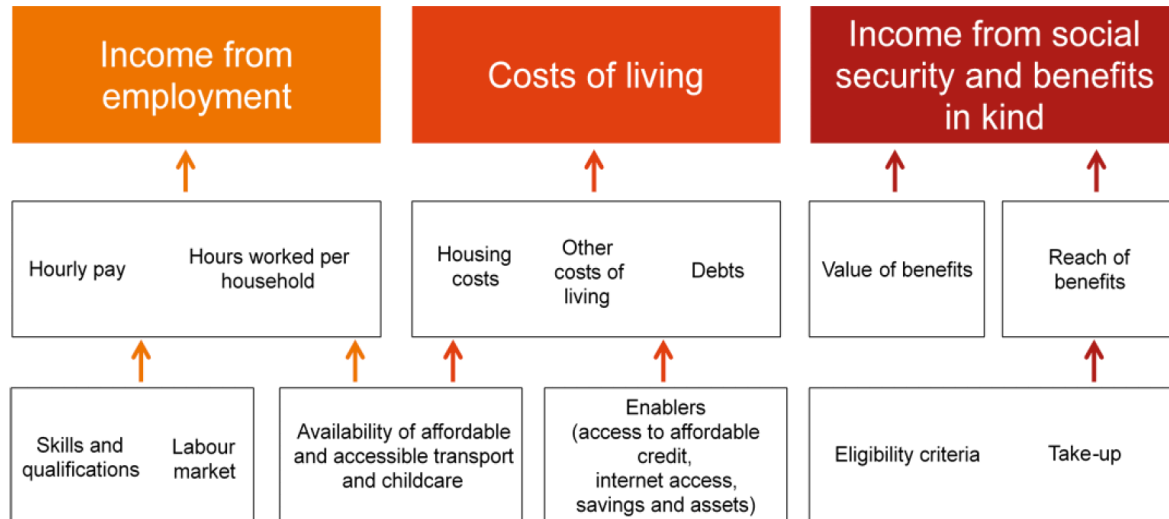 Income from
employment
Costs of living
Income from social
security and benefits
in kind
Hourly pay
Hours worked per
household
Housing
costs
Other
costs of
living
Debts
Value of benefits
Reach of
benefits
Skills and
qualifications
Labour
market
Availability of affordable
and accessible transport
and childcare
Enablers
(access to affordable
credit,
internet access,
savings and assets)
Eligibility criteria
Take-up